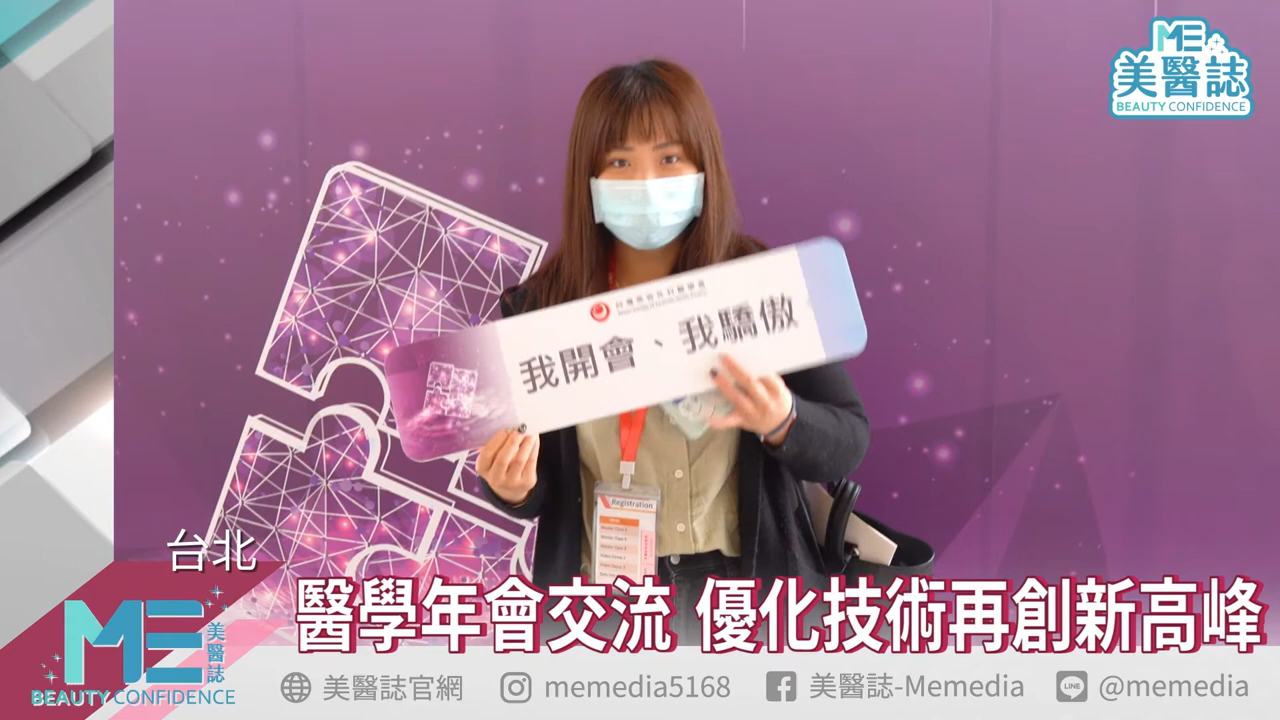 ME
美醫誌
BEAUTY CONFIDENCE
我開會、我驕傲
Registration
台北
醫學年會交流 優化技術再創新高峰
ME
美醫誌
BEAUTY CONFIDENCE
美醫誌官網
memedia5168
美醫誌-Memedia
LINE
@memedia